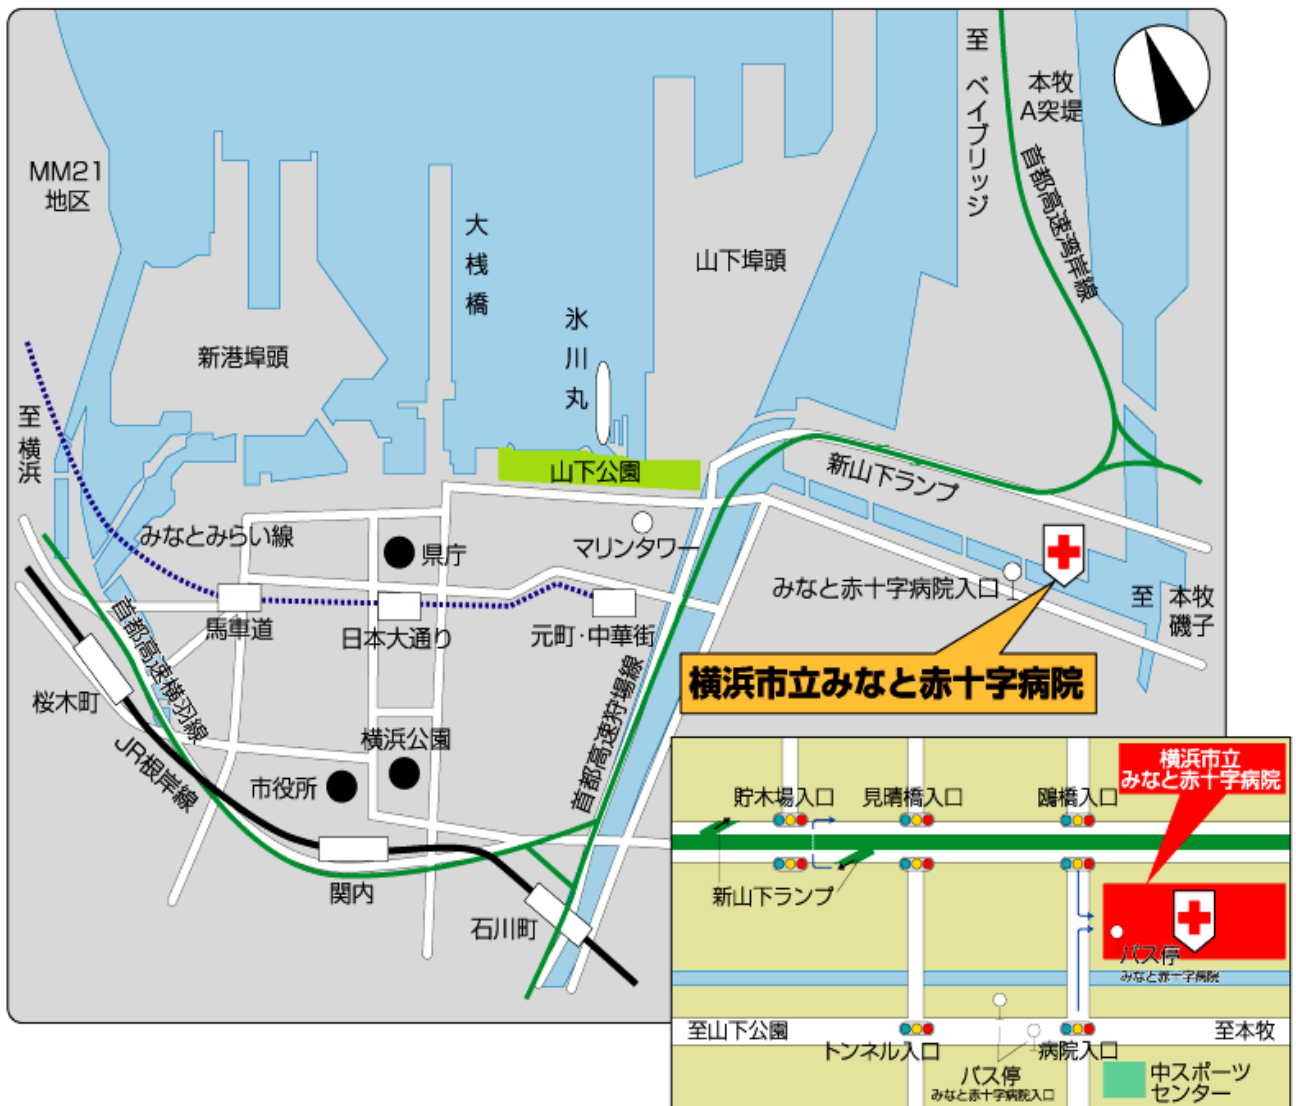 至
ベイブリッジ
本牧
A突堤
首都高速湾岸線
MM21
地区
大桟橋
山下埠頭
氷川丸
新港埠頭
至横浜
山下公園
新山下ランプ
みなとみらい線
県庁
マリンタワー
みなと赤十字病院入口
至
本牧
磯子
馬車道
日本大通り
元町・中華街
首都高速横羽線
首都高速狩場線
横浜市立みなと赤十字病院
桜木町
JR根岸線
横浜公園
市役所
関内
石川町
横浜市立
みなと赤十字病院
貯木場入口
見晴橋入口
鴎橋入口
新山下ランプ
バス停
みなと赤十字病院
至山下公園
至本牧
トンネル入口
病院入口
バス停
みなと赤十字病院入口
中スポーツ
センター